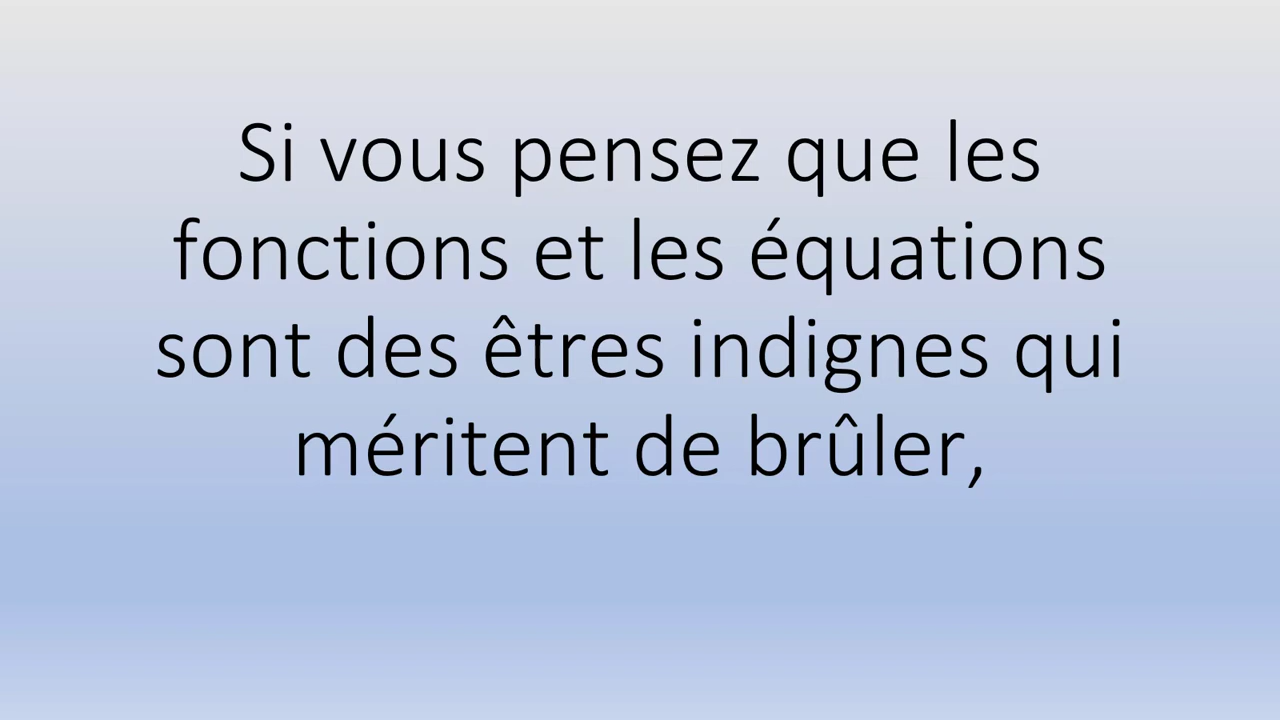 Si vous pensez que les
fonctions et les équations
sont des êtres indignes qui
méritent de brûler,